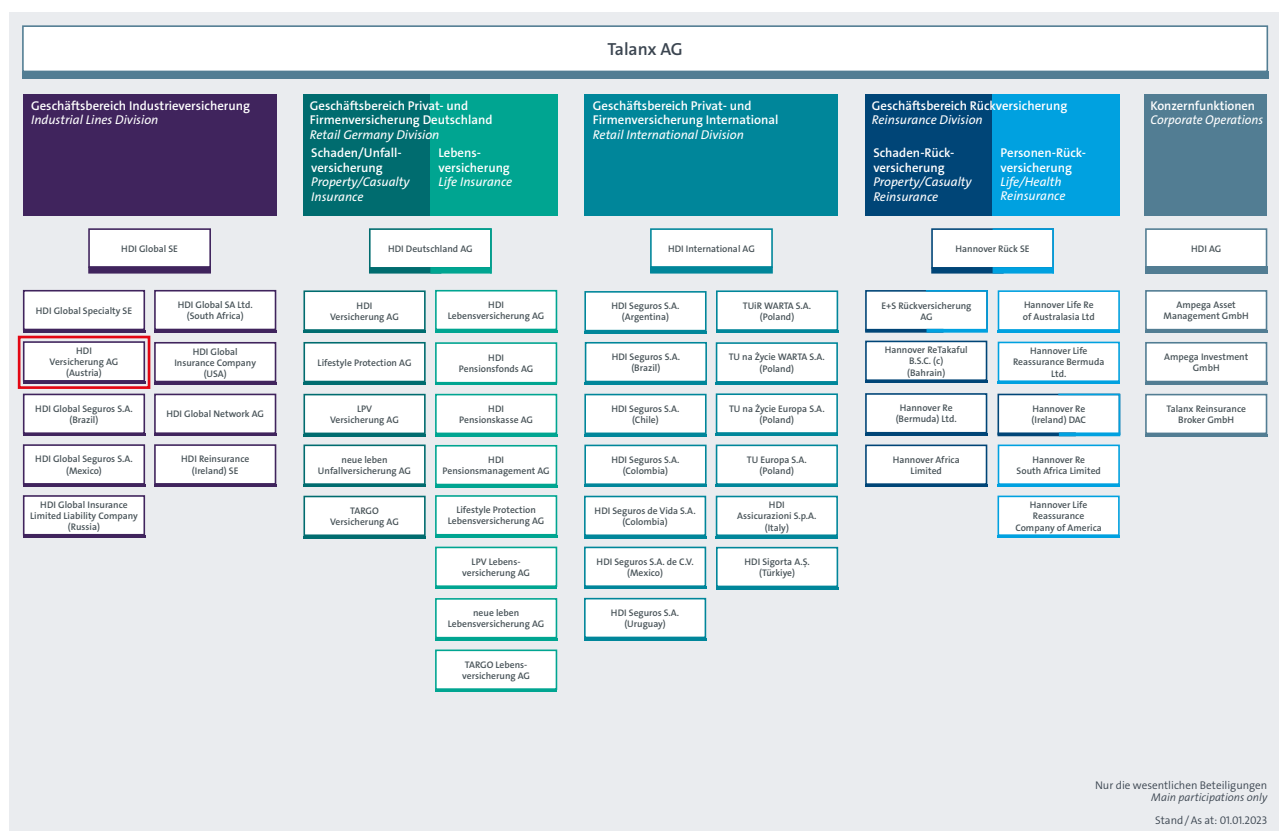 Talanx AG
Geschäftsbereich Industrieversicherung
Industrial Lines Division
Geschäftsbereich Privat- und
Firmenversicherung Deutschland
Retail Germany Division
Schaden/Unfall-
versicherung
Property/Casualty
Insurance
Lebens-
versicherung
Life Insurance
Geschäftsbereich Privat- und
Firmenversicherung International
Retail International Division
Geschäftsbereich Rückversicherung
Reinsurance Division
Schaden-Rück-
versicherung
Property/Casualty
Reinsurance
Personen-Rück-
versicherung
Life/Health
Reinsurance
Konzernfunktionen
Corporate Operations
HDI Global SE
HDI Deutschland AG
HDI International AG
Hannover Rück SE
HDI AG
HDI Global Specialty SE
HDI
Versicherung AG
(Austria)
HDI Global Seguros S.A.
(Brazil)
HDI Global Seguros S.A.
(Mexico)
HDI Global Insurance
Limited Liability Company
(Russia)
HDI Global SA Ltd.
(South Africa)
HDI Global
Insurance Company
(USA)
HDI Global Network AG
HDI Reinsurance
(Ireland) SE
HDI
Versicherung AG
Lifestyle Protection AG
LPV
Versicherung AG
neue leben
Unfallversicherung AG
TARGO
Versicherung AG
HDI
Lebensversicherung AG
HDI
Pensionsfonds AG
HDI
Pensionskasse AG
HDI
Pensionsmanagement AG
Lifestyle Protection
Lebensversicherung AG
LPV Lebens-
versicherung AG
neue leben
Lebensversicherung AG
TARGO Lebens-
versicherung AG
HDI Seguros S.A.
(Argentina)
HDI Seguros S.A.
(Brazil)
HDI Seguros S.A.
(Chile)
HDI Seguros S.A.
(Colombia)
HDI Seguros de Vida S.A.
(Colombia)
HDI Seguros S.A. de C.V.
(Mexico)
HDI Seguros S.A.
(Uruguay)
TUiR WARTA S.A.
(Poland)
TU na Życie WARTA S.A.
(Poland)
TU na Życie Europa S.A.
(Poland)
TU Europa S.A.
(Poland)
HDI
Assicurazioni S.p.A.
(Italy)
HDI Sigorta A.Ş.
(Türkiye)
E+S Rückversicherung
AG
Hannover ReTakaful
B.S.C. (c)
(Bahrain)
Hannover Re
(Bermuda) Ltd.
Hannover Africa
Limited
Hannover Life Re
of Australasia Ltd
Hannover Life
Reassurance Bermuda
Ltd.
Hannover Re
(Ireland) DAC
Hannover Re
South Africa Limited
Hannover Life
Reassurance
Company of America
Ampega Asset
Management GmbH
Ampega Investment
GmbH
Talanx Reinsurance
Broker GmbH
Nur die wesentlichen Beteiligungen
Main participations only
Stand / As at: 01.01.2023